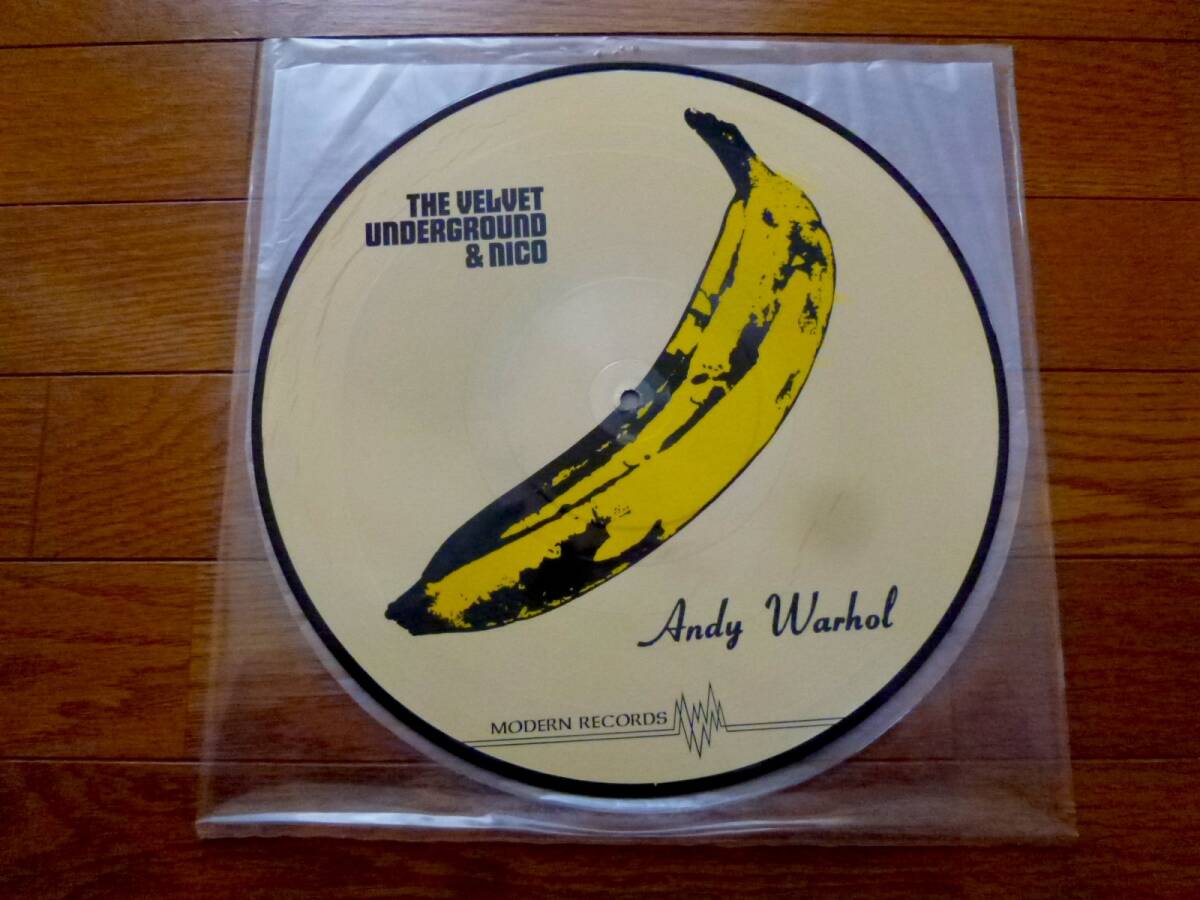 THE VELVET
UNDERGROUND
& NICO
Andy Warhol
MODERN RECORDS